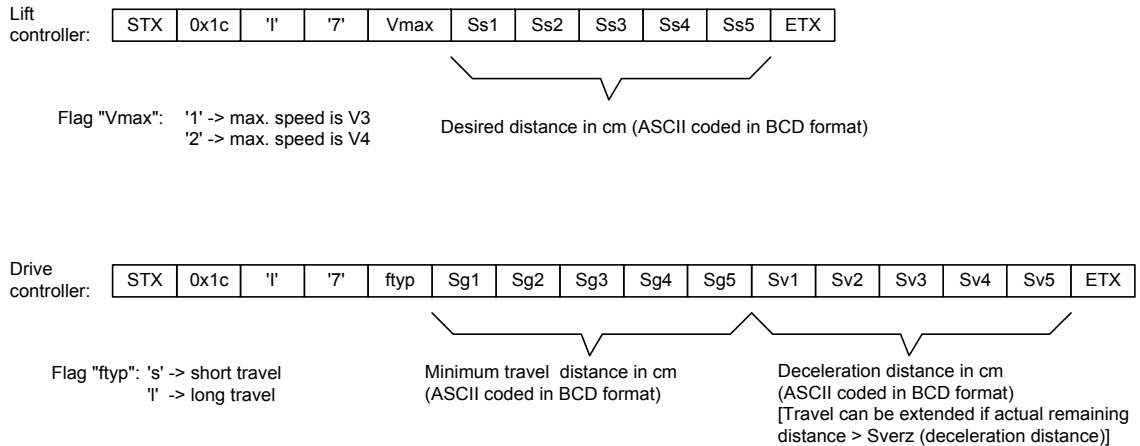 Lift
controller:
STX 0x1c 'I' '7' Vmax Ss1 Ss2 Ss3 Ss4 Ss5 ETX
Flag "Vmax": '1' -> max. speed is V3
'2' -> max. speed is V4
Desired distance in cm (ASCII coded in BCD format)
Drive
controller:
STX 0x1c 'I' '7' ftyp Sg1 Sg2 Sg3 Sg4 Sg5 Sv1 Sv2 Sv3 Sv4 Sv5 ETX
Flag "ftyp": 's' -> short travel
'l' -> long travel
Minimum travel distance in cm
(ASCII coded in BCD format)
Deceleration distance in cm
(ASCII coded in BCD format)
[Travel can be extended if actual remaining
distance > Sverz (deceleration distance)]